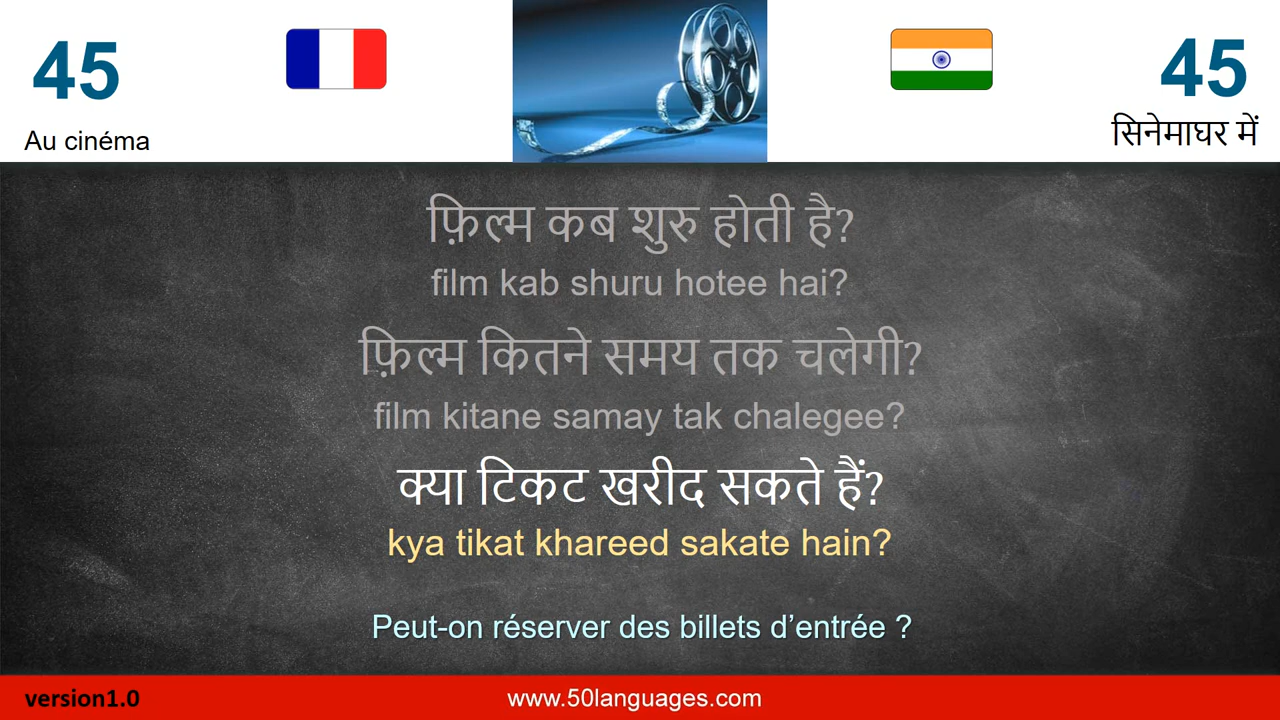 45
Au cinéma
45
सिनेमाघर में
फ़िल्म कब शुरु होती है?
film kab shuru hotee hai?
फ़िल्म कितने समय तक चलेगी?
film kitane samay tak chalegee?
क्या टिकट खरीद सकते हैं?
kya tikat khareed sakate hain?
Peut-on réserver des billets d’entrée ?
version1.0
www.50languages.com